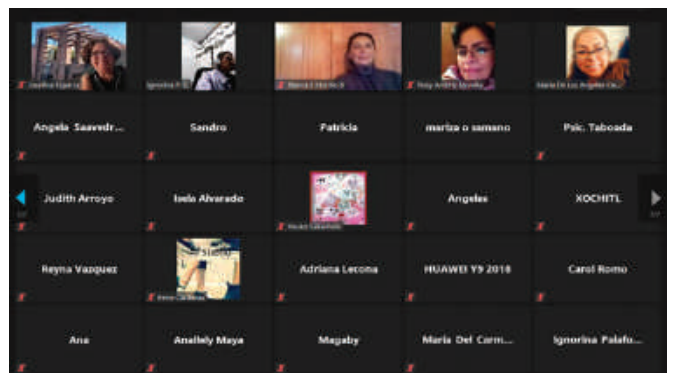 Angela Saavedr...
Sandro
Patricia
mariza o samano
Psic. Taboada
Judith Arroyo
Isela Alvarado
Angeles
XOCHITL
Reyna Vazquez
Adriana Lecona
HUAWEI Y9 2018
Carol Romo
Ana
Anallely Maya
Magaby
Maria Del Carm...
Ignorina Palafo...